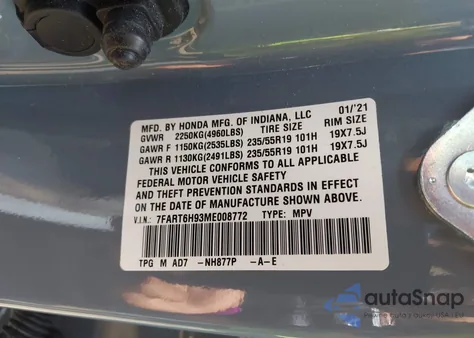 MFD. BY HONDA MFG. OF INDIANA, LLC 01/'21
GVWR 2250KG(4960LBS) TIRE SIZE RIM SIZE
GAWR F 1150KG(2535LBS) 235/55R19 101H 19X7.5J
GAWR R 1130KG(2491LBS) 235/55R19 101H 19X7.5J
THIS VEHICLE CONFORMS TO ALL APPLICABLE
FEDERAL MOTOR VEHICLE SAFETY
AND THEFT PREVENTION STANDARDS IN EFFECT
ON THE DATE OF MANUFACTURE SHOWN ABOVE.
V.I.N.: 7FART6H93ME008772 TYPE: MPV
TPG M AD7 -NH877P -A-E
autoSnap